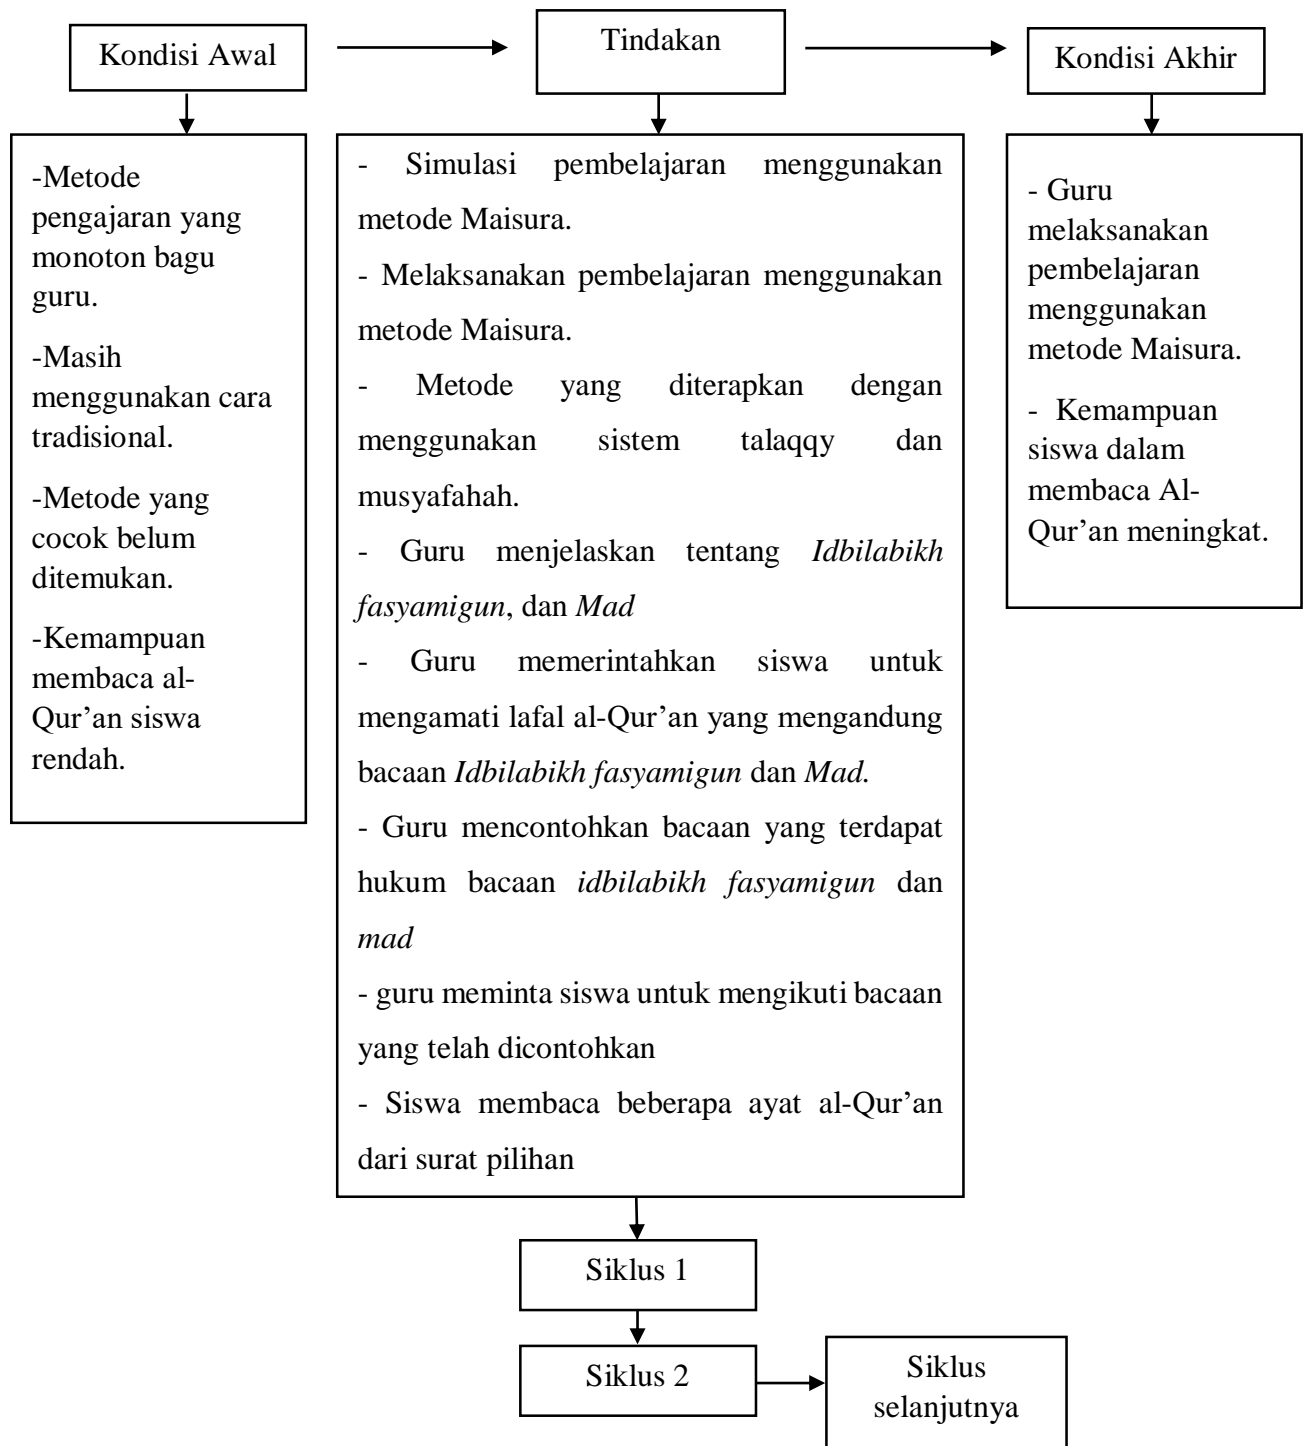 Kondisi Awal
Tindakan
Kondisi Akhir
-Metode
pengajaran yang
monoton bagu
guru.
-Masih
menggunakan cara
tradisional.
-Metode yang
cocok belum
ditemukan.
-Kemampuan
membaca al-
Qur’an siswa
rendah.
- Simulasi pembelajaran menggunakan
metode Maisura.
- Melaksanakan pembelajaran menggunakan
metode Maisura.
- Metode yang diterapkan dengan
menggunakan sistem talaqqy dan
musyafahah.
- Guru menjelaskan tentang Idbilabikh
fasyamigun, dan Mad
- Guru memerintahkan siswa untuk
mengamati lafal al-Qur’an yang mengandung
bacaan Idbilabikh fasyamigun dan Mad.
- Guru mencontohkan bacaan yang terdapat
hukum bacaan idbilabikh fasyamigun dan
mad
- guru meminta siswa untuk mengikuti bacaan
yang telah dicontohkan
- Siswa membaca beberapa ayat al-Qur’an
dari surat pilihan
- Guru
melaksanakan
pembelajaran
menggunakan
metode Maisura.
- Kemampuan
siswa dalam
membaca Al-
Qur’an meningkat.
Siklus 1
Siklus 2
Siklus
selanjutnya